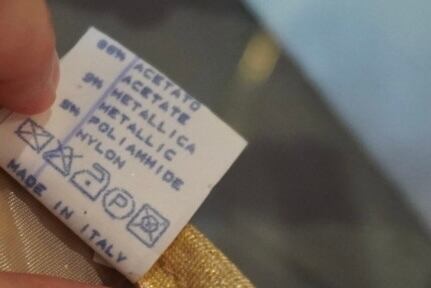 86% ACETATO
ACETATE
9% METALLICA
METALLIC
5% POLIAMMIDE
NYLON
P
MADE IN ITALY